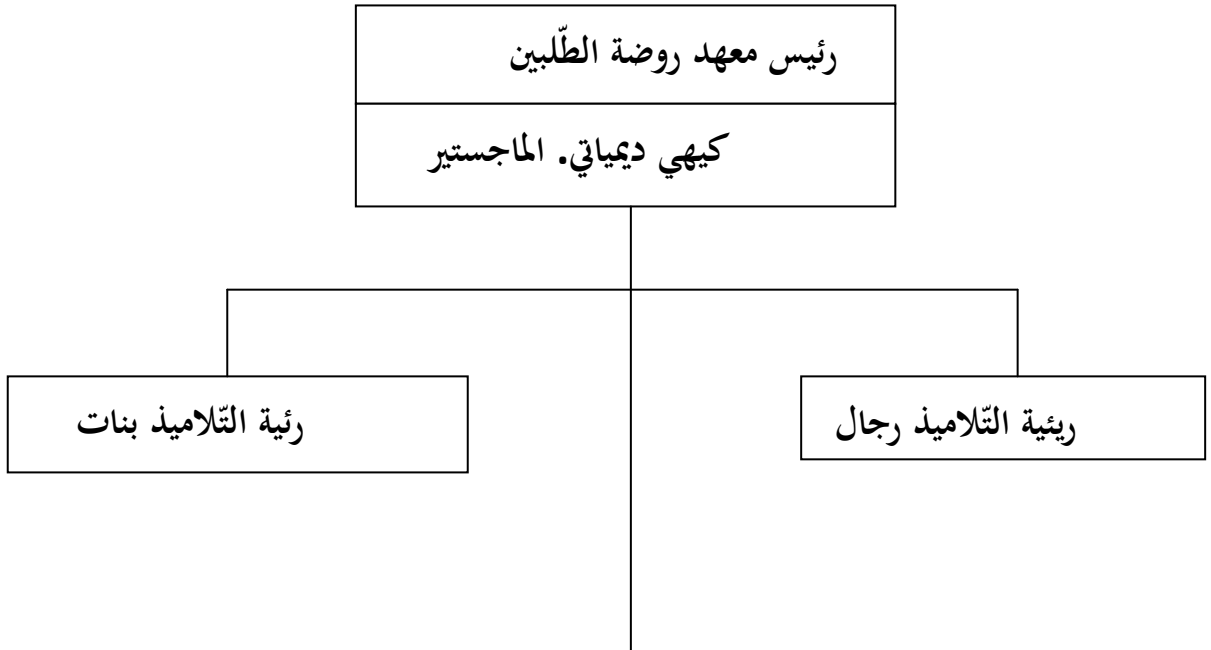 رئيس معهد روضة الطّلبين
كيهي ديمياتي. الماجستير
ريئية التّلاميذ رجال
رئية التّلاميذ بنات